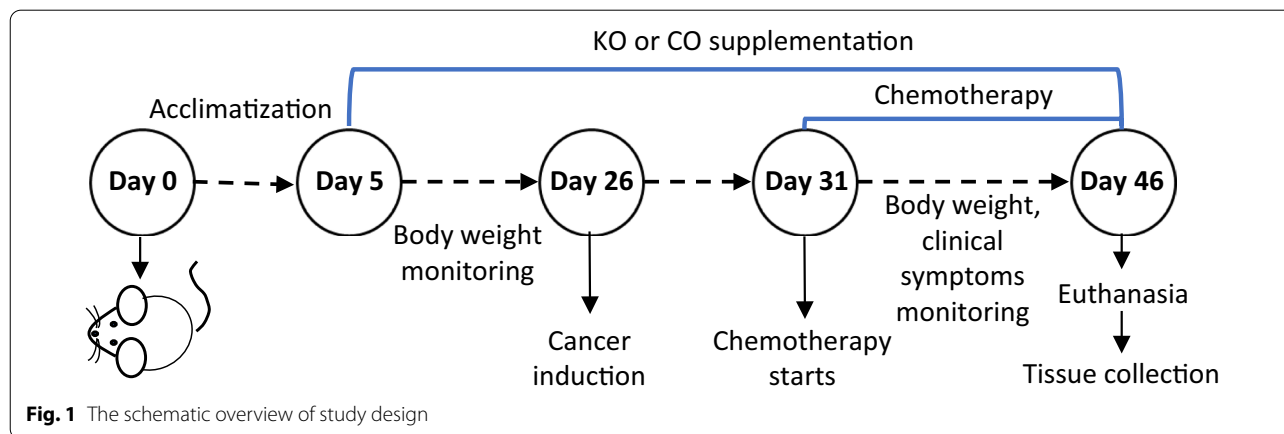 KO or CO supplementation
Acclimatization
Chemotherapy
Day 0
Day 5
Day 26
Day 31
Day 46
Body weight
monitoring
Body weight,
clinical
symptoms
monitoring
Cancer
induction
Chemotherapy
starts
Euthanasia
Tissue collection
Fig. 1 The schematic overview of study design